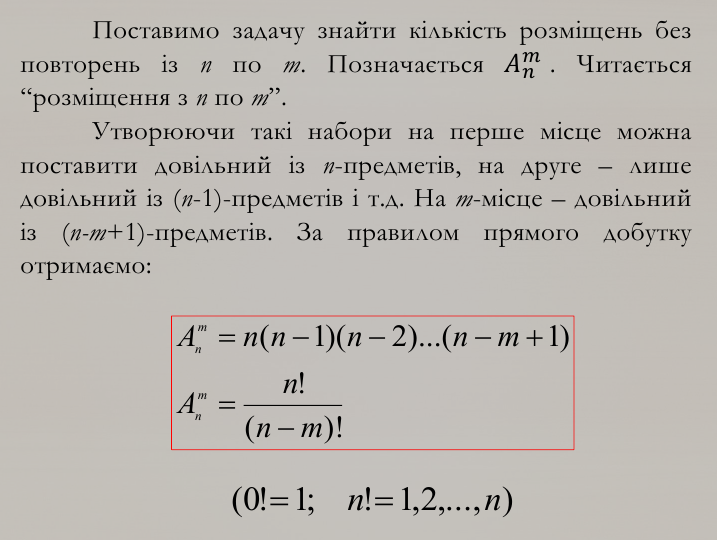 Поставимо задачу знайти кількість розміщень без
повторень із n по m. Позначається Aₙᵐ . Читається
“розміщення з n по m”.
Утворюючи такі набори на перше місце можна
поставити довільний із n-предметів, на друге – лише
довільний із (n-1)-предметів і т.д. На m-місце – довільний
із (n-m+1)-предметів. За правилом прямого добутку
отримаємо:
Aₙᵐ = n(n − 1)(n − 2)...(n − m + 1)
Aₙᵐ = n! / (n − m)!
(0!= 1; n!= 1,2,..., n)